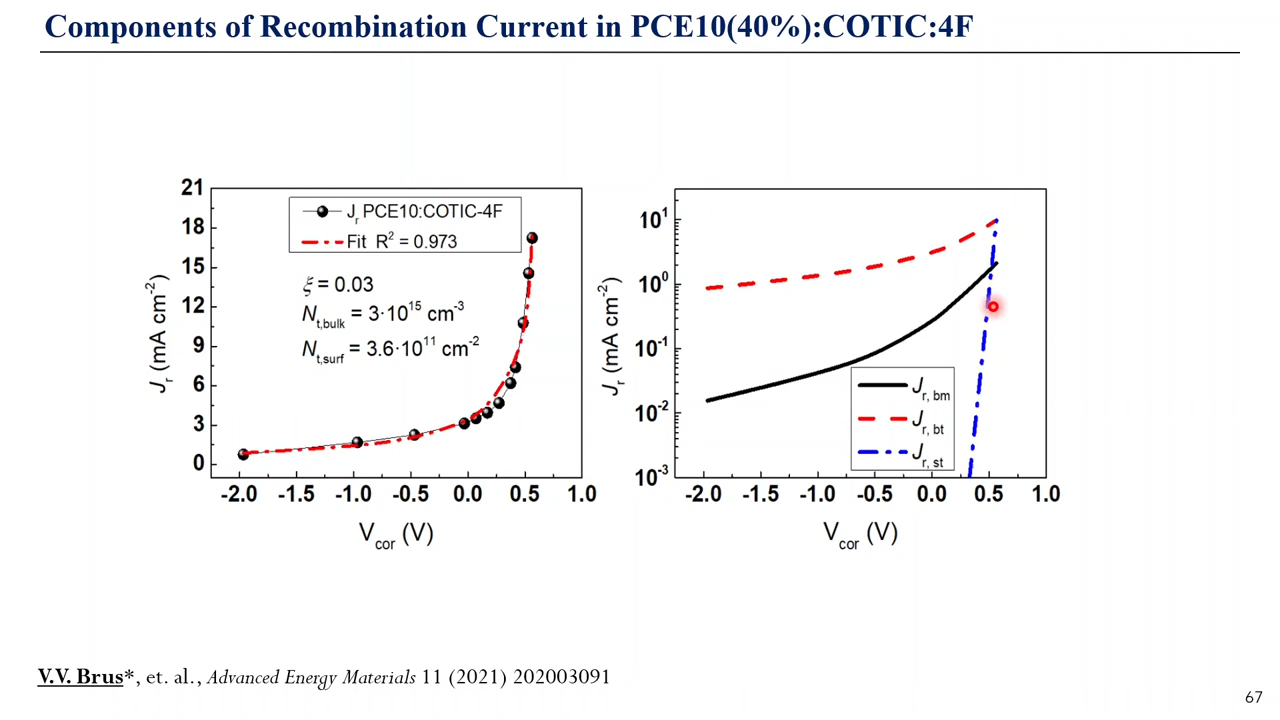 Components of Recombination Current in PCE10(40%):COTIC:4F
21
18
15
12
9
6
3
0
J_r (mA cm^-2)
J_r PCE10:COTIC-4F
Fit R^2 = 0.973
ξ = 0.03
N_t,bulk = 3·10^15 cm^-3
N_t,surf = 3.6·10^11 cm^-2
-2.0 -1.5 -1.0 -0.5 0.0 0.5 1.0
V_cor (V)
10^1
10^0
10^-1
10^-2
10^-3
J_r (mA cm^-2)
J_r, bm
J_r, bt
J_r, st
-2.0 -1.5 -1.0 -0.5 0.0 0.5 1.0
V_cor (V)
V.V. Brus*, et. al., Advanced Energy Materials 11 (2021) 202003091
67